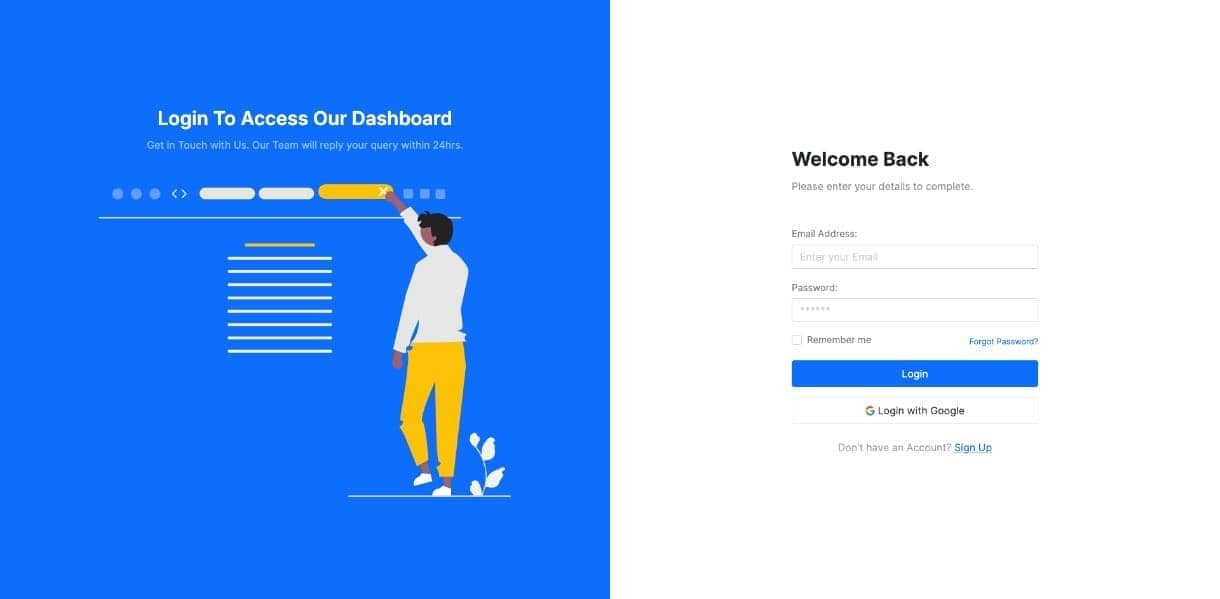 Login To Access Our Dashboard
Get in Touch with Us. Our Team will reply your query within 24hrs.
Welcome Back
Please enter your details to complete.
Email Address:
Enter your Email
Password:
******
Remember me
Forgot Password?
Login
Login with Google
Don't have an Account? Sign Up